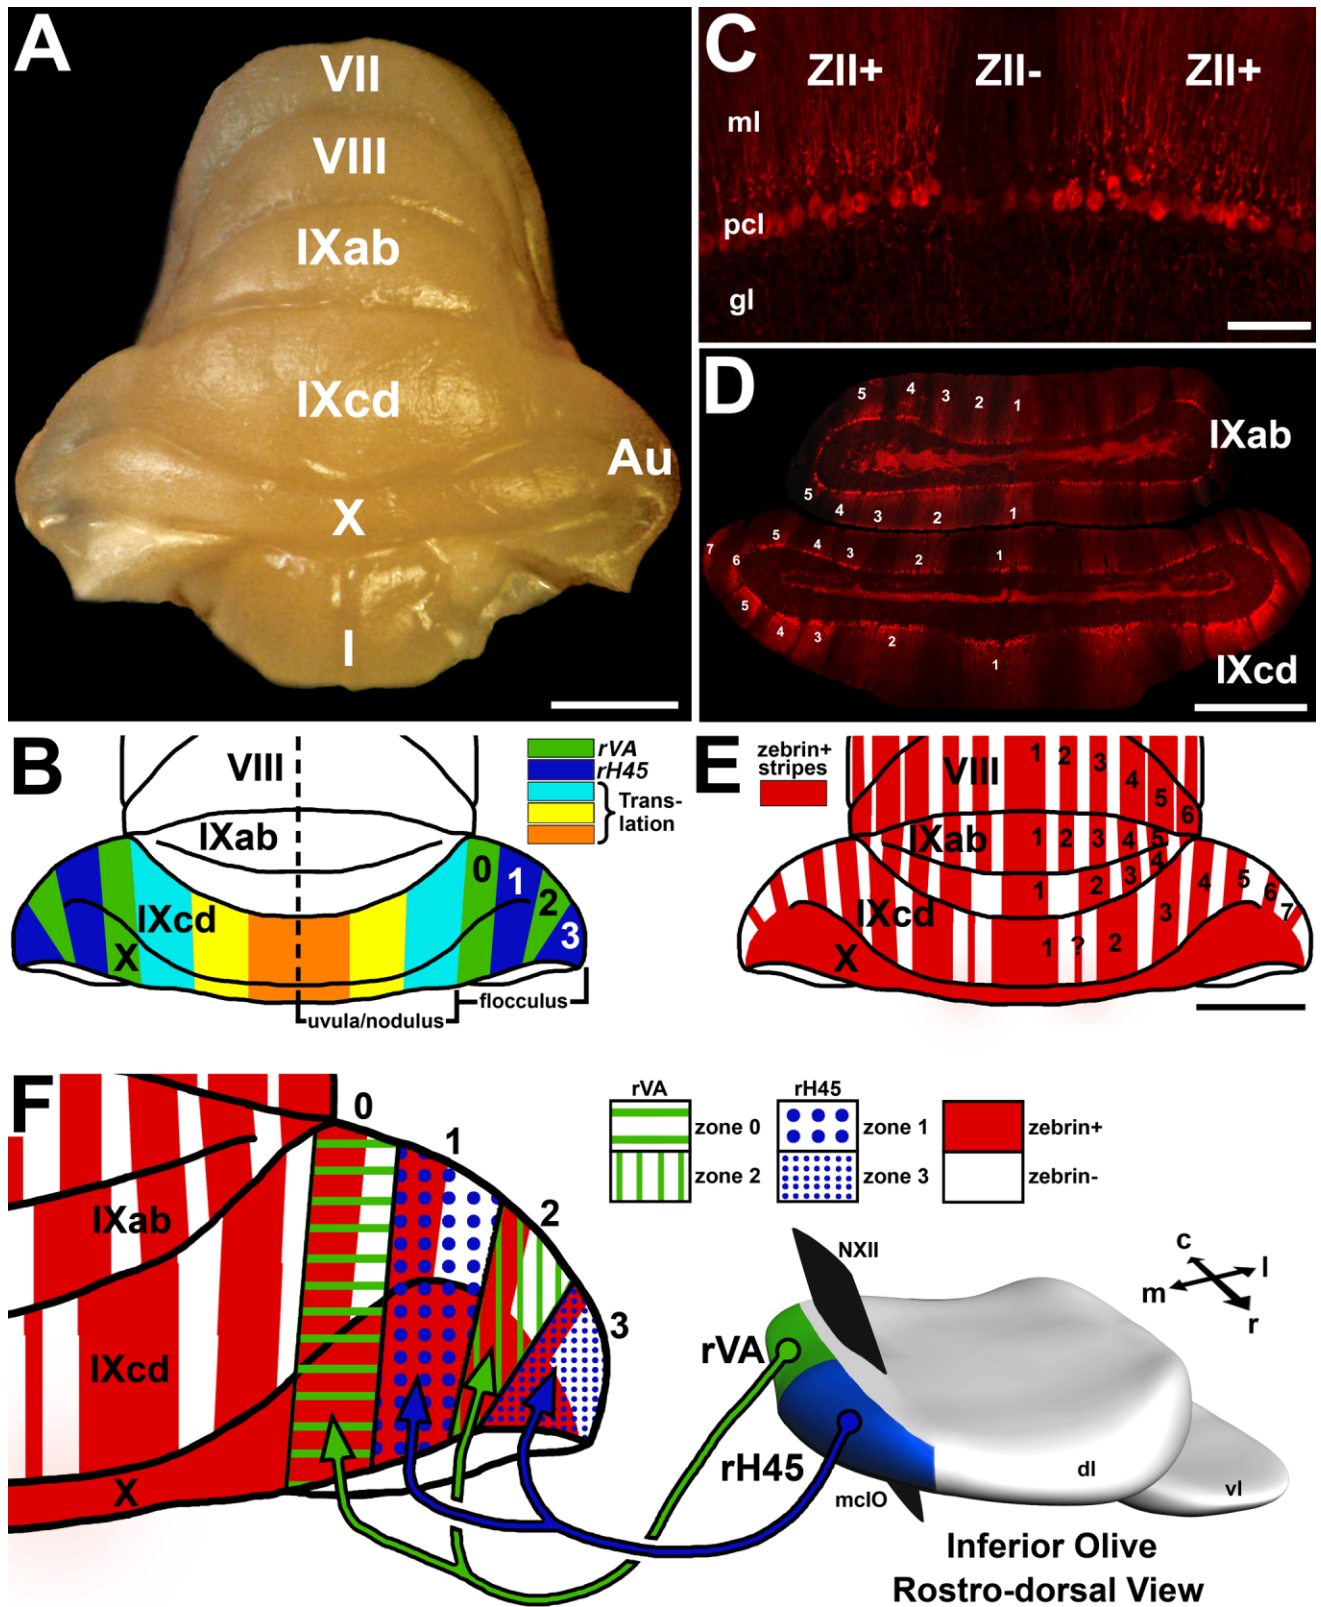 A
VII
VIII
IXab
IXcd
Au
X
I
C
ZII+ ZII- ZII+
ml
pcl
gl
D
5 4 3 2 1
IXab
5 4 3 2 1
7 6 5 4 3 2 1
5 4 3 2 1
IXcd
B
VIII
IXab
IXcd
X
0
1
2
3
rVA
rH45
Trans-
lation
flocculus
uvula/nodulus
E
zebrin+
stripes
VIII
1 2 3 4 5 6
IXab
1 2 3 4 5
4
1 2 3 4 5 6 7
IXcd
3
1 ? 2
X
F
0
1
2
3
IXab
IXcd
X
rVA
zone 0
zone 2
rH45
zone 1
zone 3
zebrin+
zebrin-
NXII
c
m
l
r
rVA
rH45
mclO
dl
vl
Inferior Olive
Rostro-dorsal View